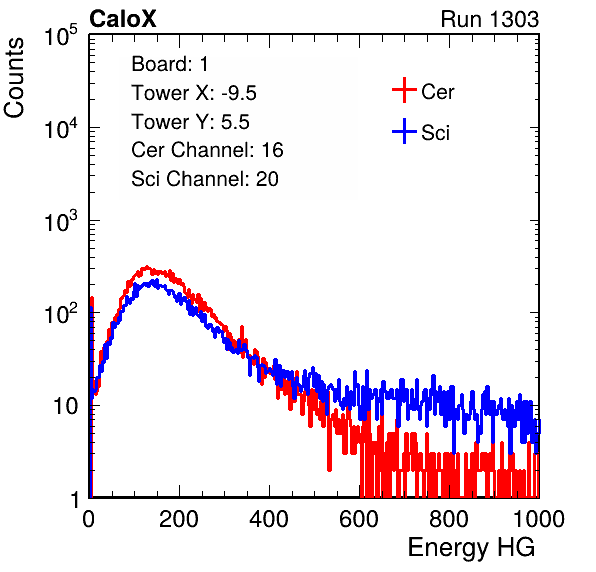 CaloX Run 1303
Counts
Board: 1
Tower X: -9.5
Tower Y: 5.5
Cer Channel: 16
Sci Channel: 20
Cer
Sci
10^5
10^4
10^3
10^2
10
1
0 200 400 600 800 1000
Energy HG